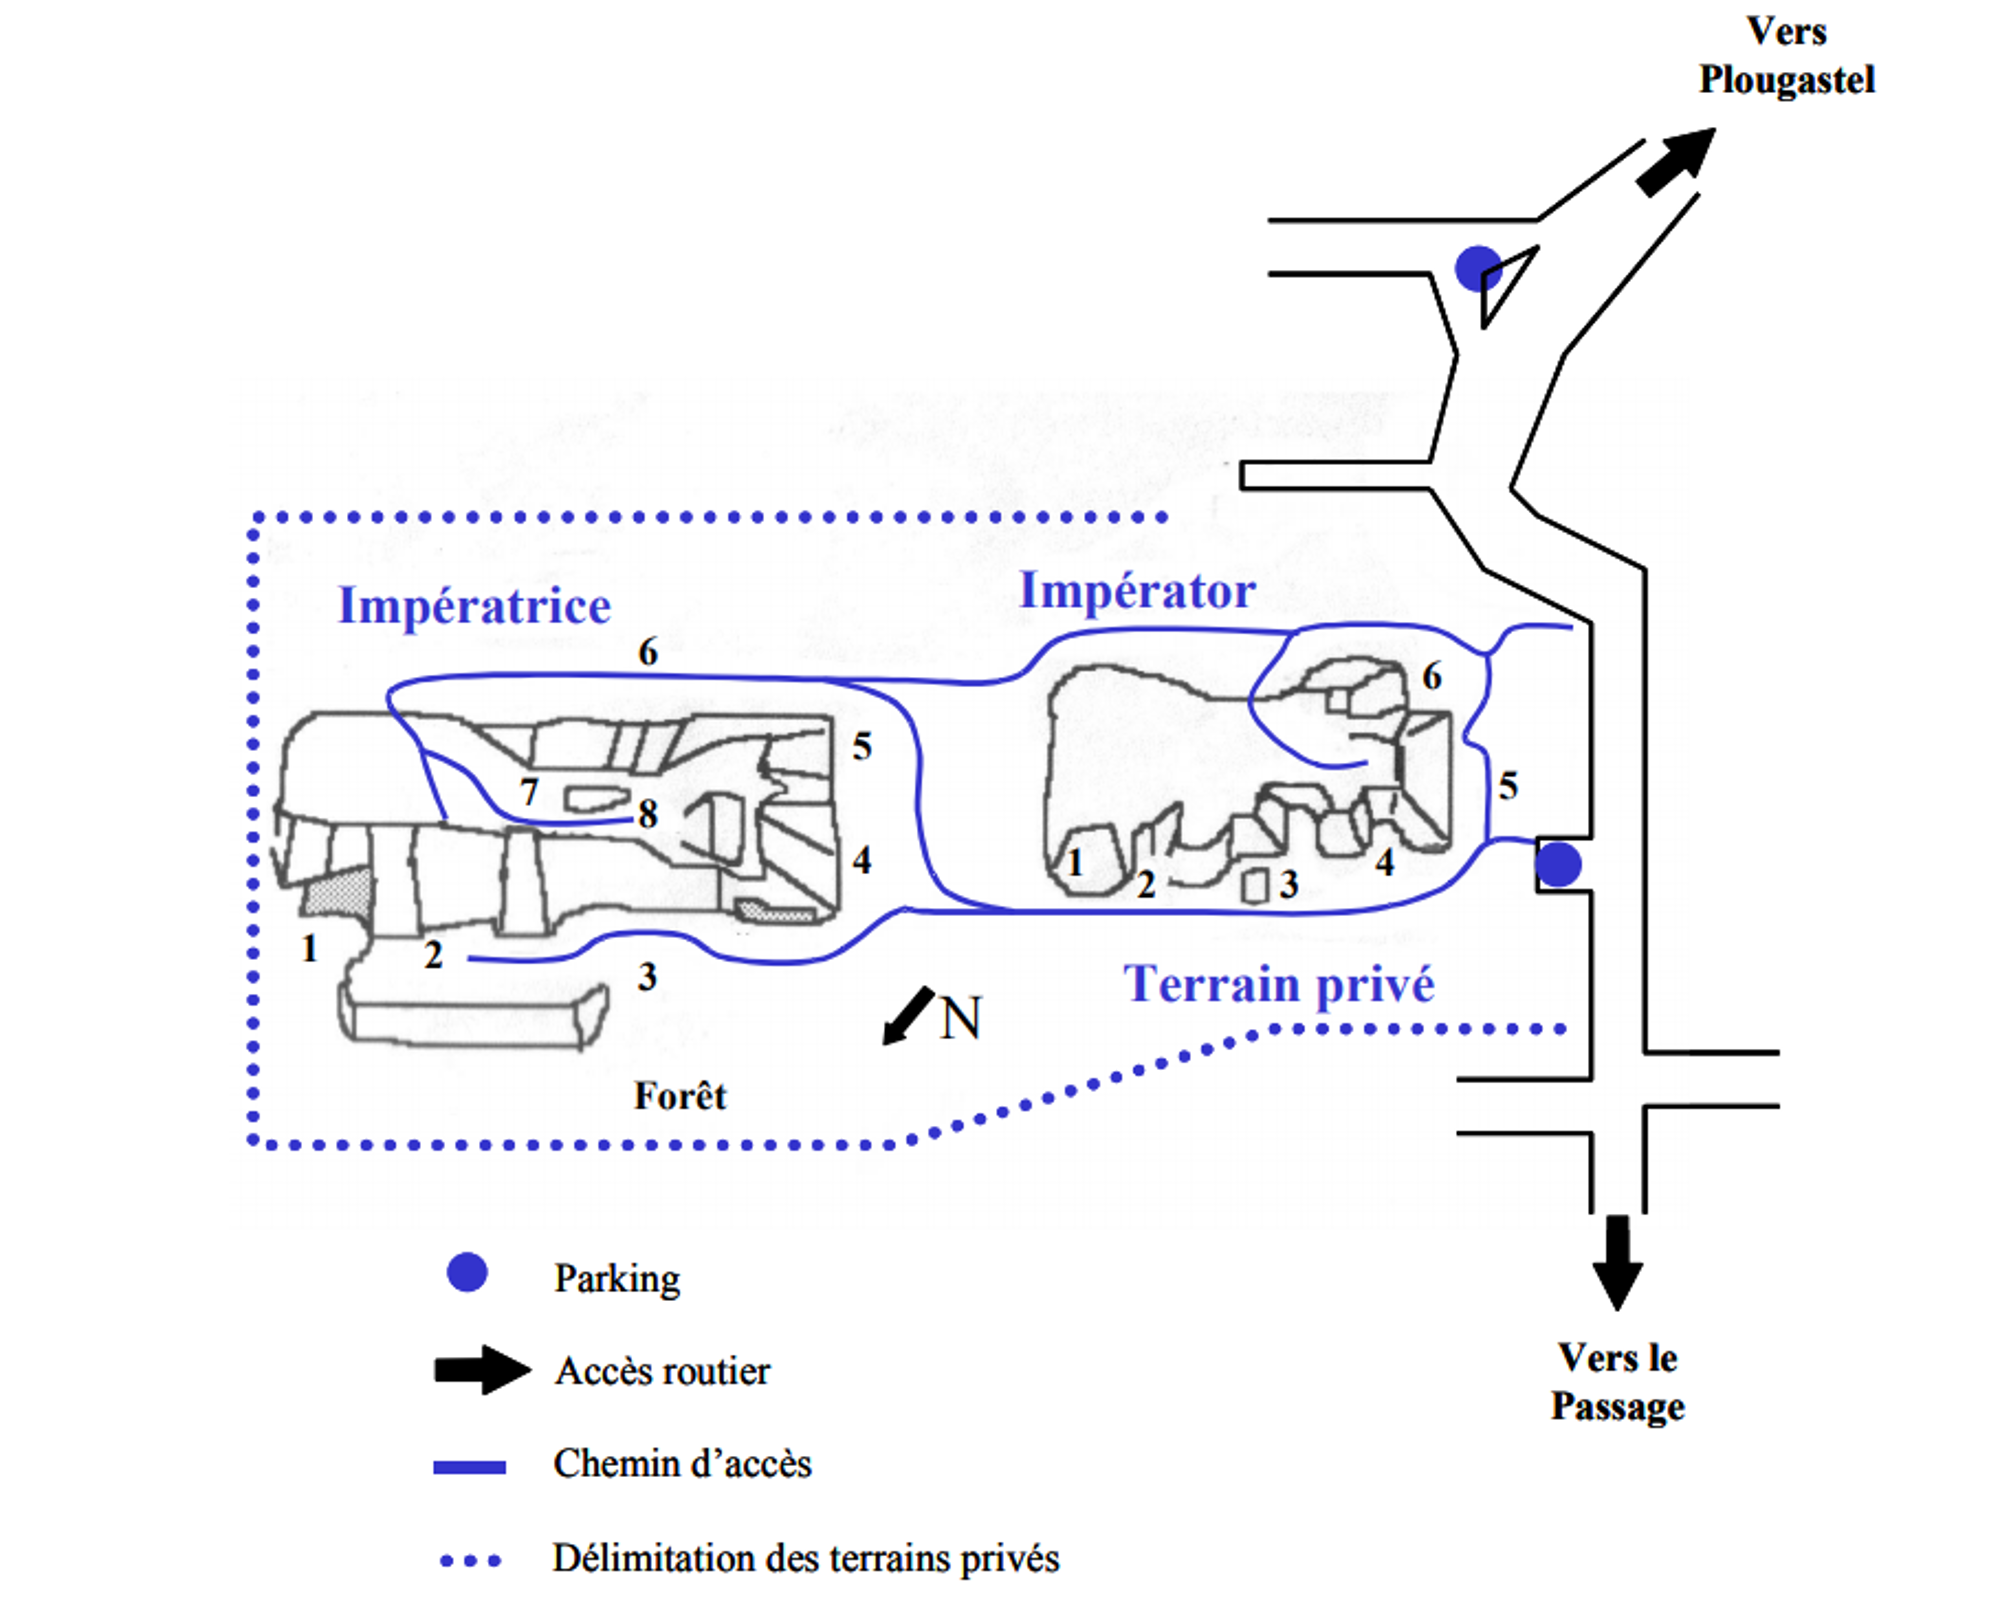 Vers
Plougastel
Impératrice
Impérator
6
6
5
7
8
5
4
1
2
3
4
1
2
3
N
Terrain privé
Forêt
Parking
Accès routier
Vers le
Passage
Chemin d'accès
Délimitation des terrains privés